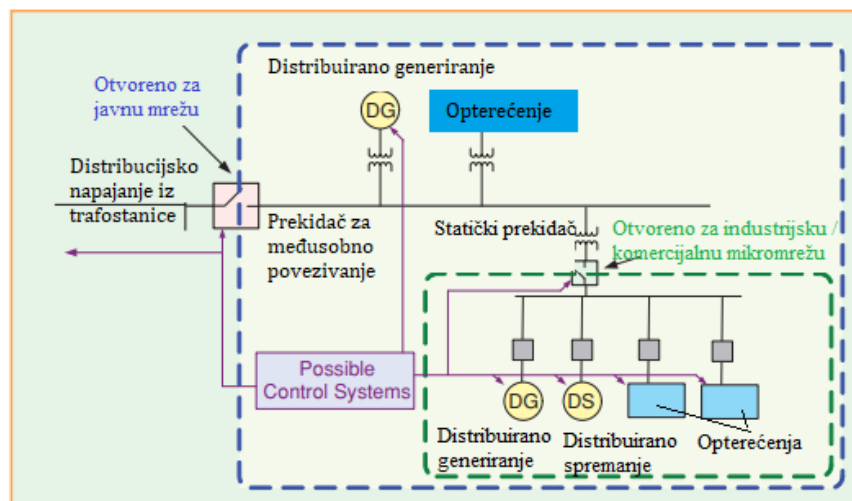 Distribuirano generiranje
Otvoreno za
javnu mrežu
DG
Opterećenje
Distribucijsko
napajanje iz
trafostanice
Prekidač za
međusobno
povezivanje
Statički prekidač
Otvoreno za industrijsku /
komercijalnu mikromrežu
Possible
Control Systems
DG
DS
Distribuirano
generiranje
Distribuirano
spremanje
Opterećenja